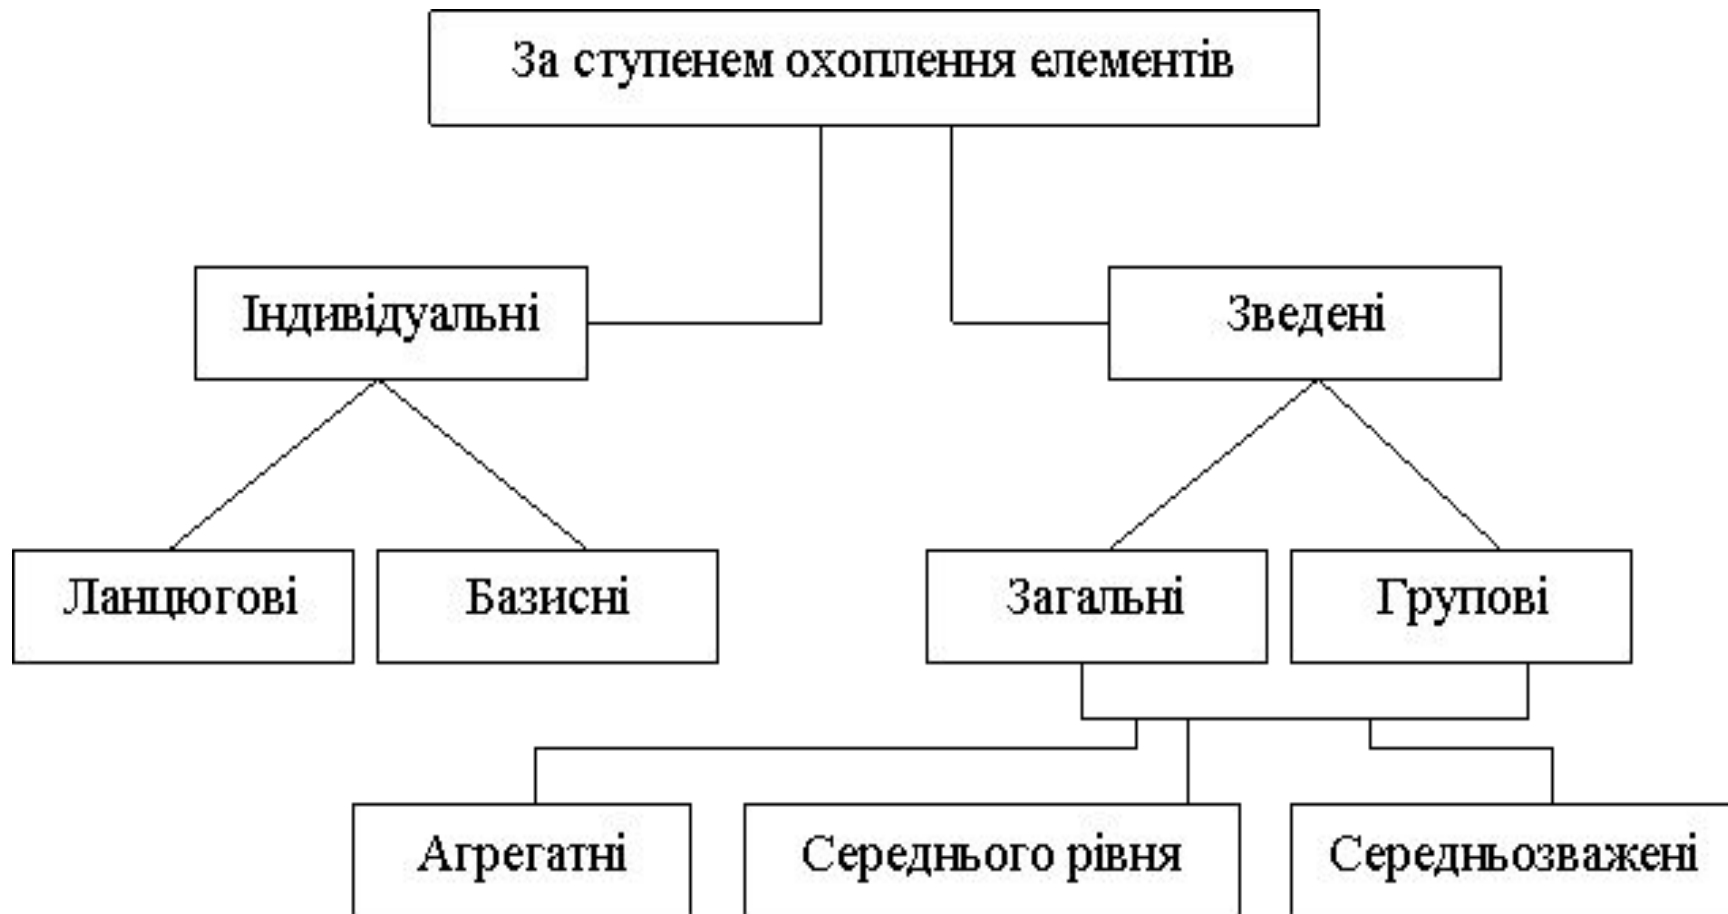 За ступенем охоплення елементів
Індивідуальні
Зведені
Ланцюгові
Базисні
Загальні
Групові
Агрегатні
Середнього рівня
Середньозважені